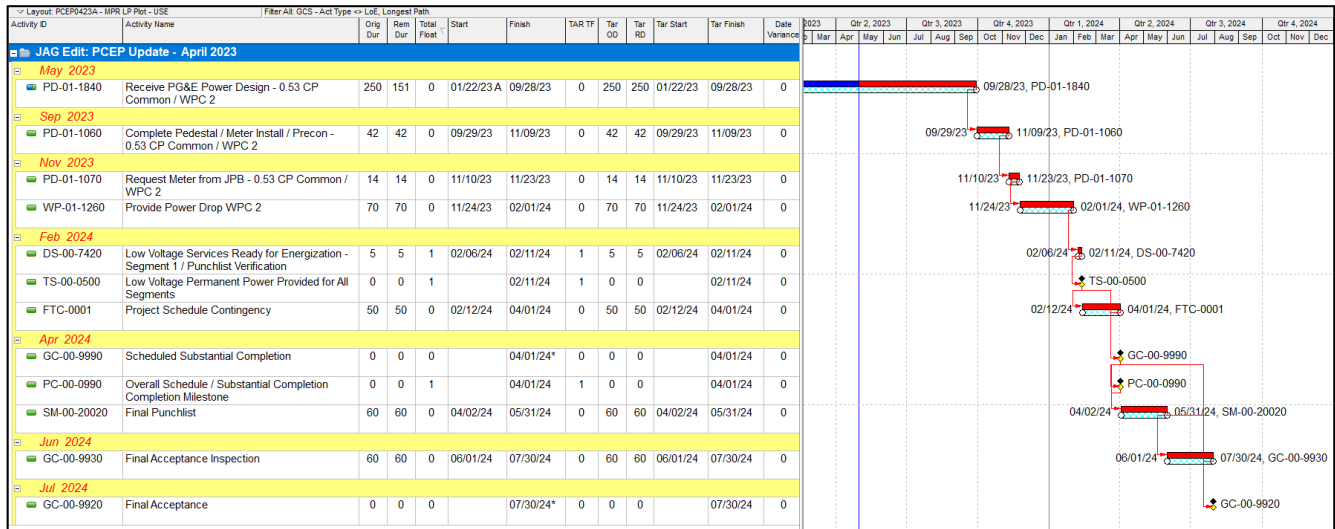 Layout: PCEP0423A - MPR LP Plot - USE Filter All: GCS - Act Type <> LoE, Longest Path
Activity ID Activity Name Orig Dur Rem Dur Total Float Start Finish TAR TF Tar OD Tar RD Tar Start Tar Finish Date Variance
2023 Qtr 2, 2023 Qtr 3, 2023 Qtr 4, 2023 Qtr 1, 2024 Qtr 2, 2024 Qtr 3, 2024 Qtr 4, 2024
Mar Apr May Jun Jul Aug Sep Oct Nov Dec Jan Feb Mar Apr May Jun Jul Aug Sep Oct Nov Dec
JAG Edit: PCEP Update - April 2023
May 2023
PD-01-1840 Receive PG&E Power Design - 0.53 CP 250 151 0 01/22/23 A 09/28/23 0 250 250 01/22/23 09/28/23 0 09/28/23, PD-01-1840
Common / WPC 2
Sep 2023
PD-01-1060 Complete Pedestal / Meter Install / Precon - 42 42 0 09/29/23 11/09/23 0 42 42 09/29/23 11/09/23 0 09/29/23 11/09/23, PD-01-1060
0.53 CP Common / WPC 2
Nov 2023
PD-01-1070 Request Meter from JPB - 0.53 CP Common / 14 14 0 11/10/23 11/23/23 0 14 14 11/10/23 11/23/23 0 11/10/23 11/23/23, PD-01-1070
WPC 2
WP-01-1260 Provide Power Drop WPC 2 70 70 0 11/24/23 02/01/24 0 70 70 11/24/23 02/01/24 0 11/24/23 02/01/24, WP-01-1260
Feb 2024
DS-00-7420 Low Voltage Services Ready for Energization - 5 5 1 02/06/24 02/11/24 1 5 5 02/06/24 02/11/24 0 02/06/24 02/11/24, DS-00-7420
Segment 1 / Punchlist Verification
TS-00-0500 Low Voltage Permanent Power Provided for All 0 0 1 02/11/24 1 0 0 02/11/24 0 TS-00-0500
Segments
FTC-0001 Project Schedule Contingency 50 50 0 02/12/24 04/01/24 0 50 50 02/12/24 04/01/24 0 02/12/24 04/01/24, FTC-0001
Apr 2024
GC-00-9990 Scheduled Substantial Completion 0 0 0 04/01/24* 0 0 0 04/01/24 0 GC-00-9990
PC-00-0990 Overall Schedule / Substantial Completion 0 0 1 04/01/24 1 0 0 04/01/24 0 PC-00-0990
Completion Milestone
SM-00-20020 Final Punchlist 60 60 0 04/02/24 05/31/24 0 60 60 04/02/24 05/31/24 0 04/02/24 05/31/24, SM-00-20020
Jun 2024
GC-00-9930 Final Acceptance Inspection 60 60 0 06/01/24 07/30/24 0 60 60 06/01/24 07/30/24 0 06/01/24 07/30/24, GC-00-9930
Jul 2024
GC-00-9920 Final Acceptance 0 0 0 07/30/24* 0 0 0 07/30/24 0 GC-00-9920